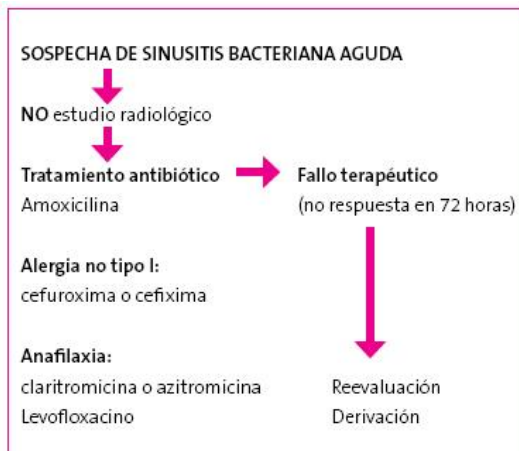 SOSPECHA DE SINUSITIS BACTERIANA AGUDA
NO estudio radiológico
Tratamiento antibiótico
Amoxicilina
Fallo terapéutico
(no respuesta en 72 horas)
Alergia no tipo I:
cefuroxima o cefixima
Anafilaxia:
claritromicina o azitromicina
Levofloxacino
Reevaluación
Derivación